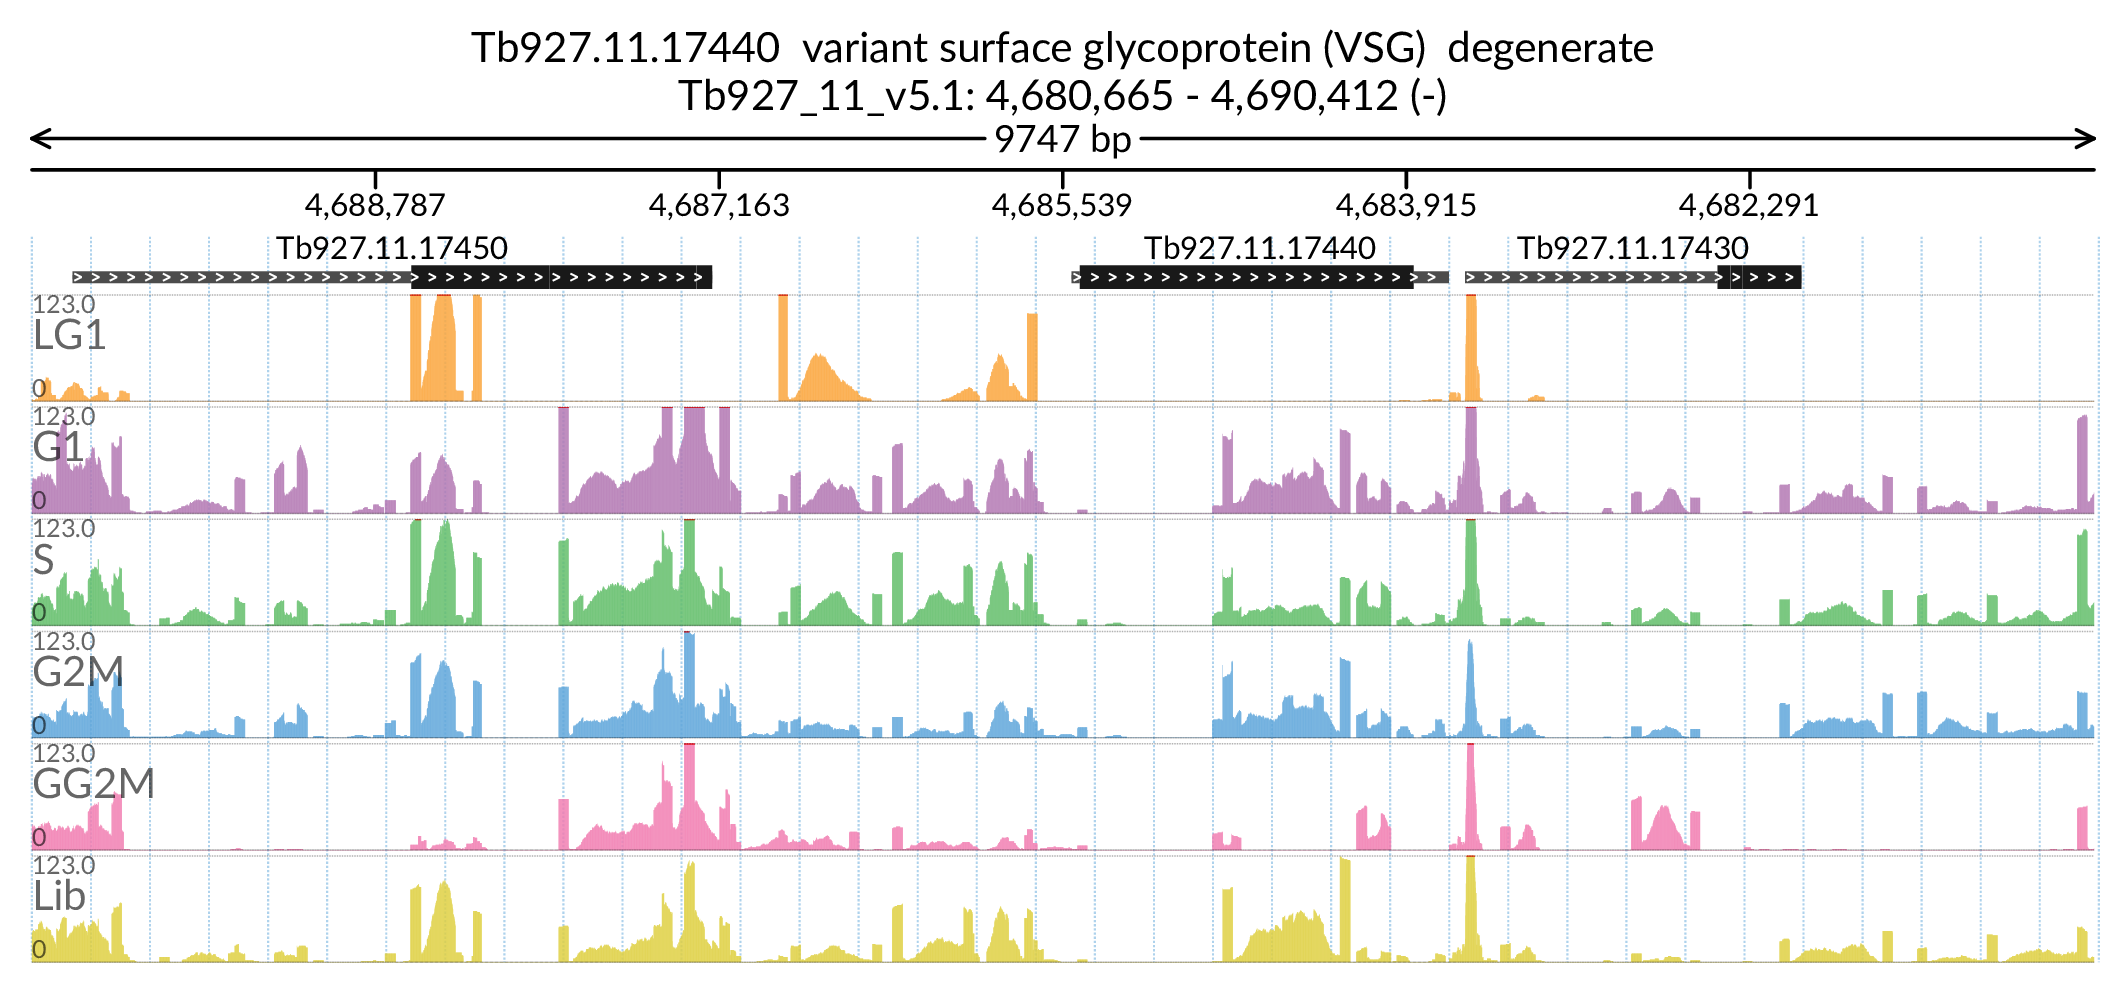 Tb927.11.17440  variant surface glycoprotein (VSG)  degenerate
Tb927_11_v5.1: 4,680,665 - 4,690,412 (-)
9747 bp
4,688,787 4,687,163 4,685,539 4,683,915 4,682,291
Tb927.11.17450 Tb927.11.17440 Tb927.11.17430
123.0
LG1
0
123.0
G1
0
123.0
S
0
123.0
G2M
0
123.0
GG2M
0
123.0
Lib
0